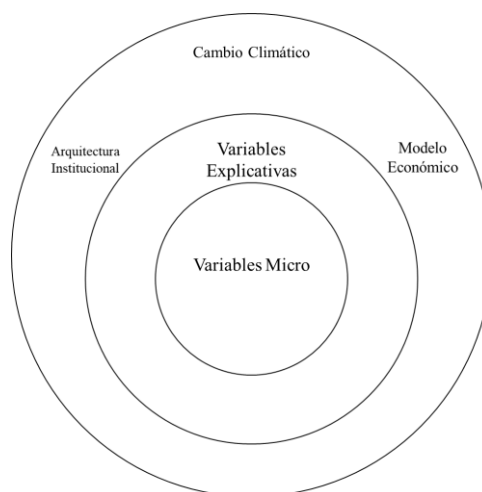 Cambio Climático
Arquitectura
Institucional
Variables
Explicativas
Modelo
Económico
Variables Micro